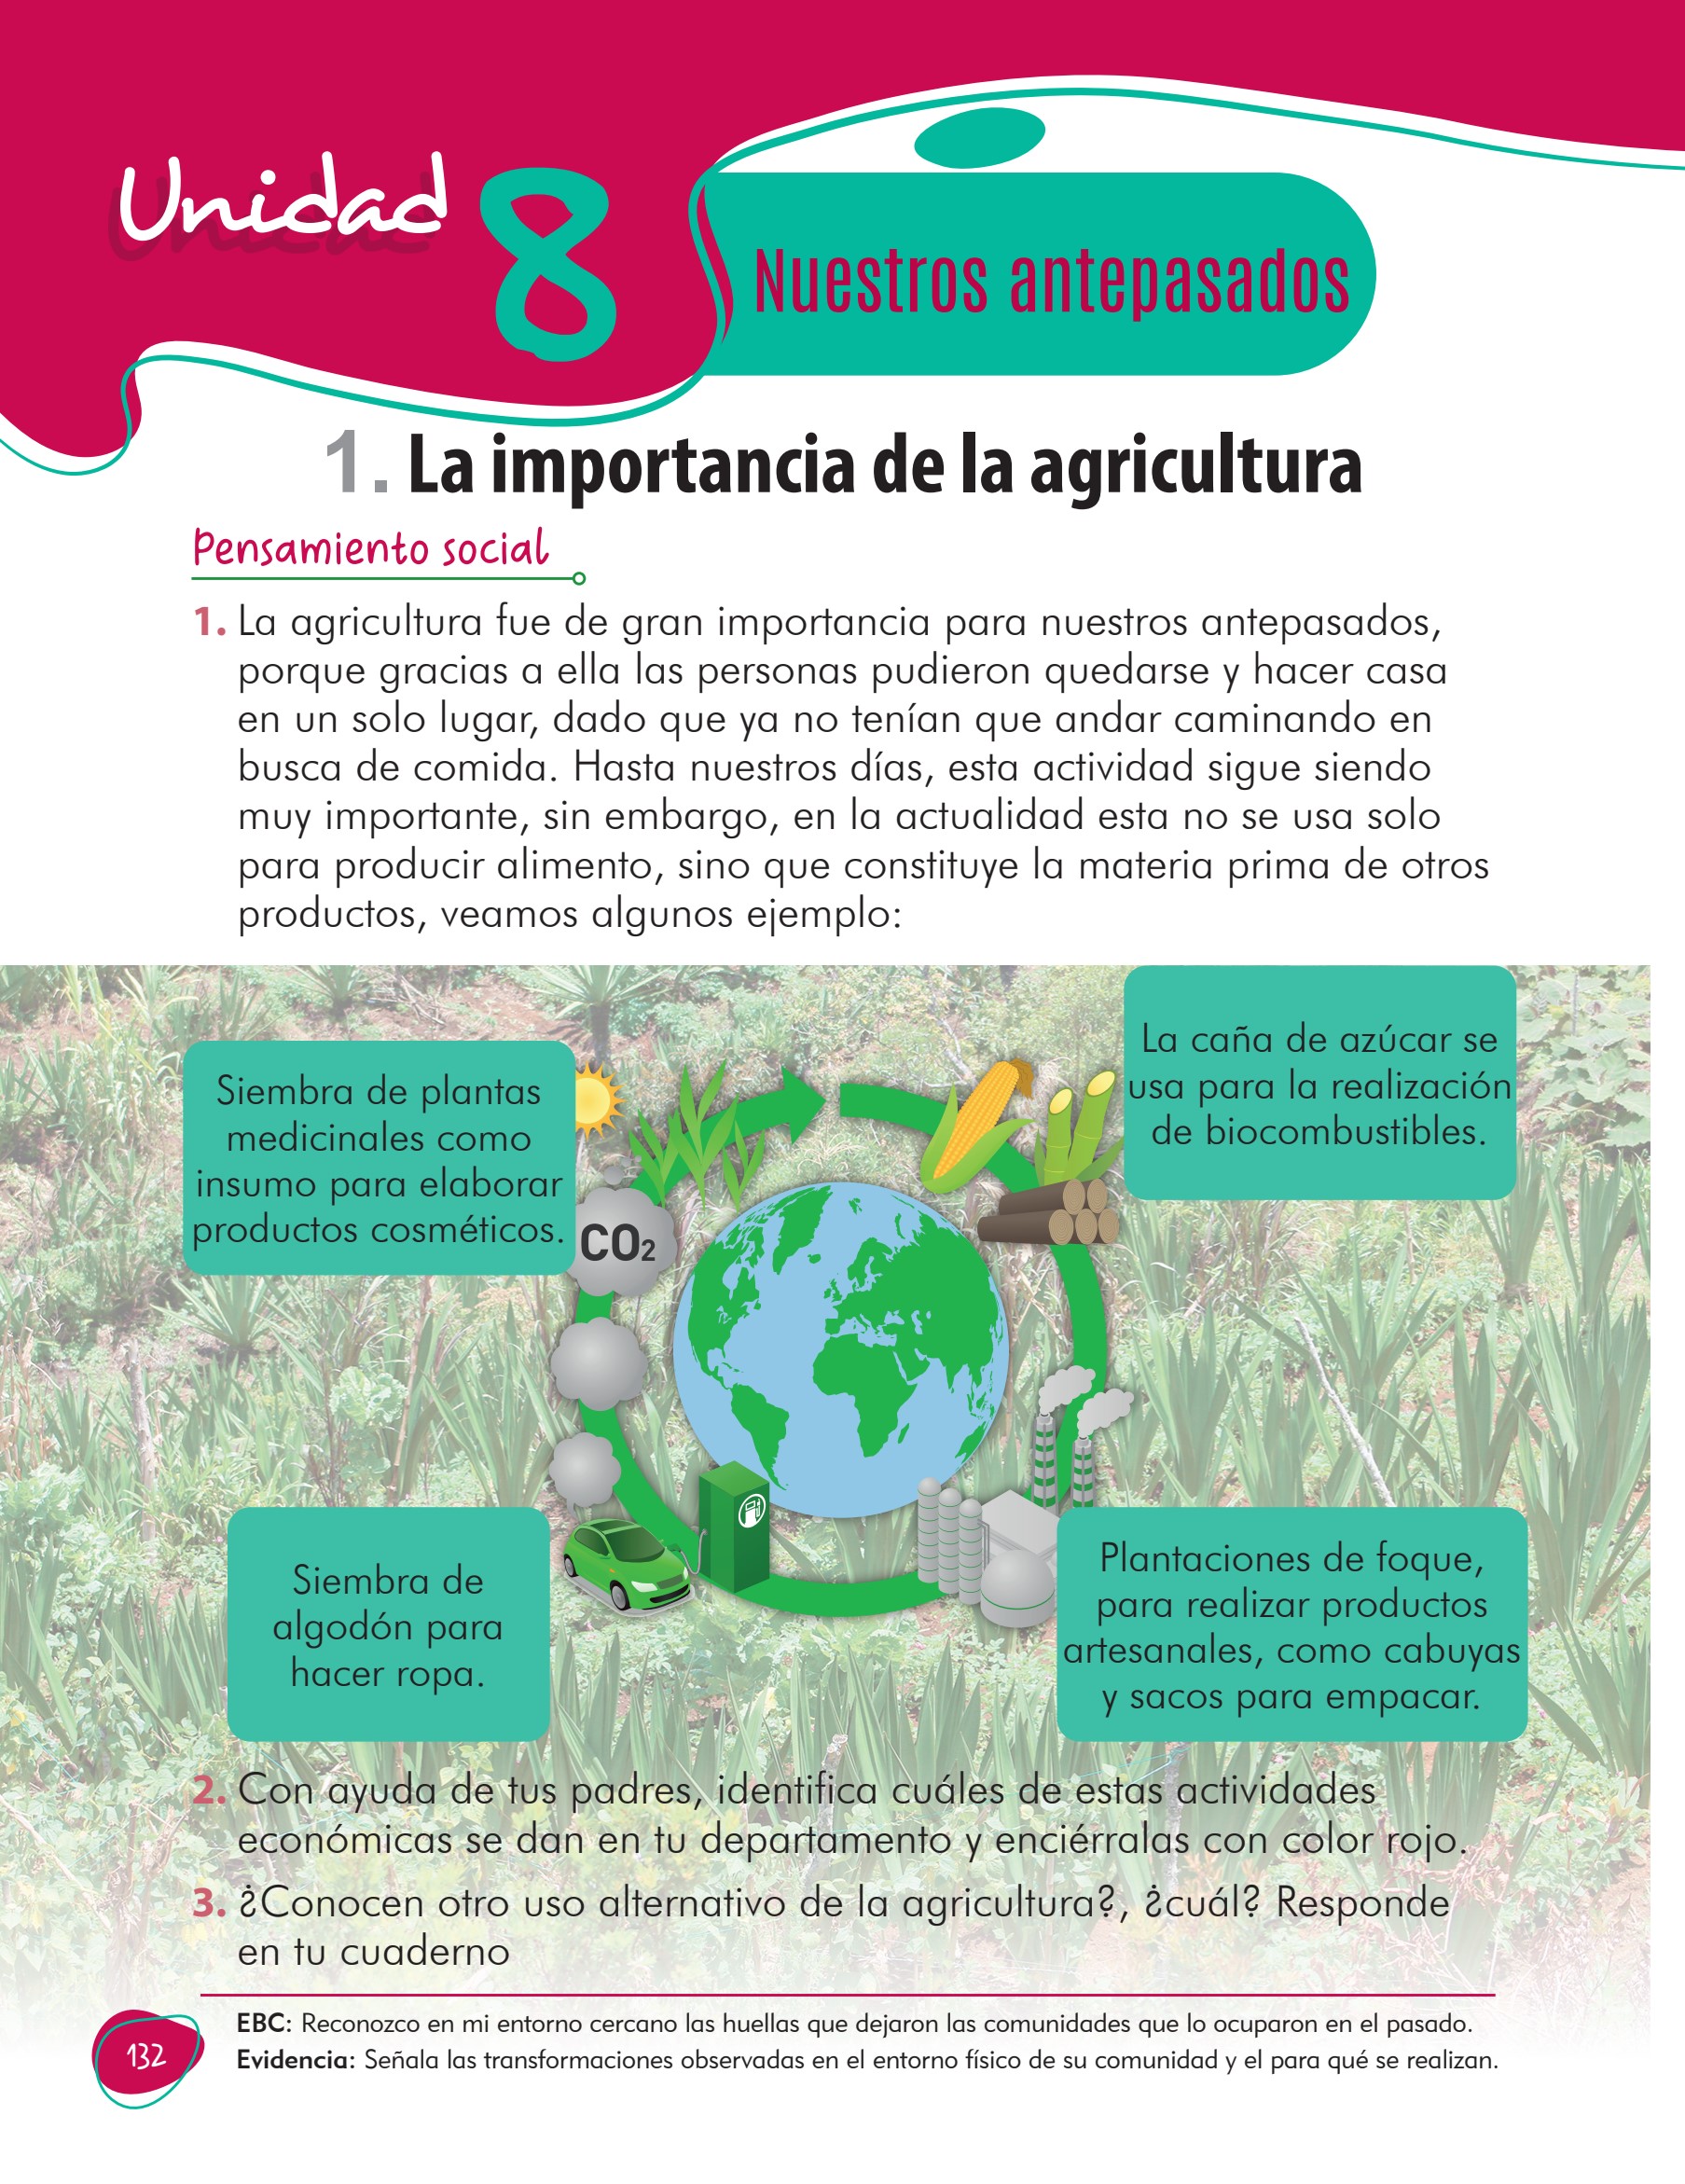 Unidad 8
Nuestros antepasados
1. La importancia de la agricultura
Pensamiento social
1. La agricultura fue de gran importancia para nuestros antepasados,
porque gracias a ella las personas pudieron quedarse y hacer casa
en un solo lugar, dado que ya no tenían que andar caminando en
busca de comida. Hasta nuestros días, esta actividad sigue siendo
muy importante, sin embargo, en la actualidad esta no se usa solo
para producir alimento, sino que constituye la materia prima de otros
productos, veamos algunos ejemplo:
Siembra de plantas
medicinales como
insumo para elaborar
productos cosméticos.
La caña de azúcar se
usa para la realización
de biocombustibles.
CO2
Siembra de
algodón para
hacer ropa.
Plantaciones de foque,
para realizar productos
artesanales, como cabuyas
y sacos para empacar.
2. Con ayuda de tus padres, identifica cuáles de estas actividades
económicas se dan en tu departamento y enciérralas con color rojo.
3. ¿Conocen otro uso alternativo de la agricultura?, ¿cuál? Responde
en tu cuaderno
EBC: Reconozco en mi entorno cercano las huellas que dejaron las comunidades que lo ocuparon en el pasado.
Evidencia: Señala las transformaciones observadas en el entorno físico de su comunidad y el para qué se realizan.
132